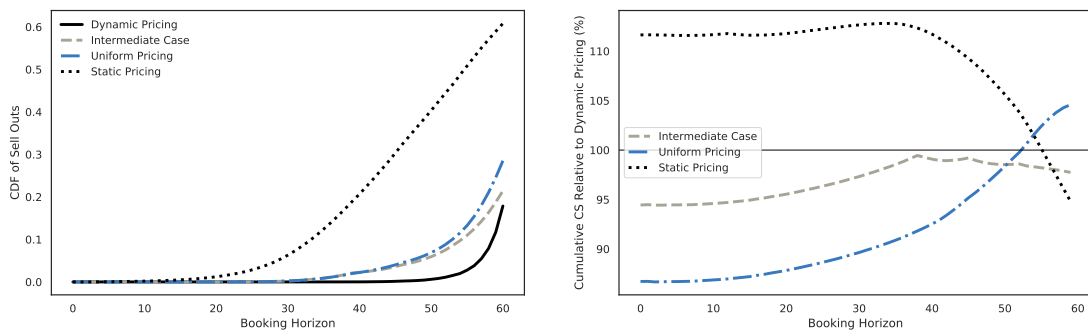 CDF of Sell Outs
0.6
0.5
0.4
0.3
0.2
0.1
0.0
Dynamic Pricing
Intermediate Case
Uniform Pricing
Static Pricing
0 10 20 30 40 50 60
Booking Horizon
Cumulative CS Relative to Dynamic Pricing (%)
110
105
100
95
90
Intermediate Case
Uniform Pricing
Static Pricing
0 10 20 30 40 50 60
Booking Horizon